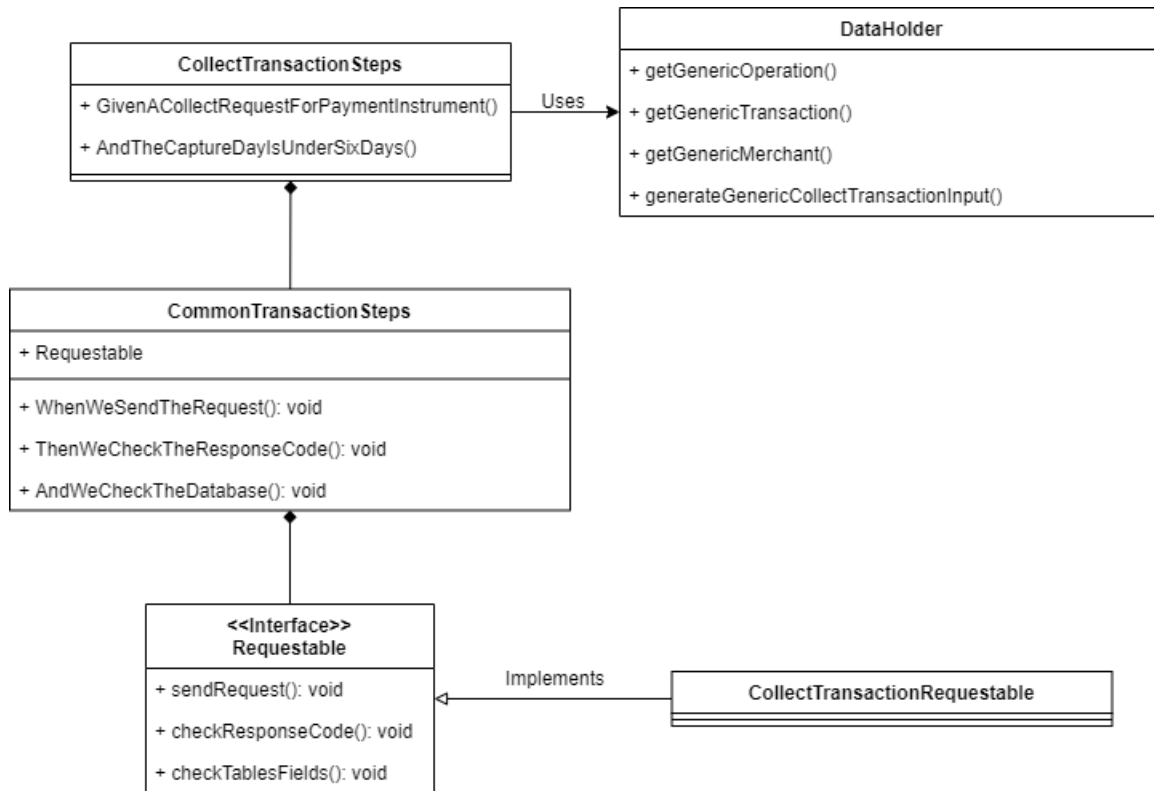 DataHolder
+ getGenericOperation()
+ getGenericTransaction()
+ getGenericMerchant()
+ generateGenericCollectTransactionInput()
CollectTransactionSteps
+ GivenACollectRequestForPaymentInstrument()
+ AndTheCaptureDayIsUnderSixDays()
Uses
CommonTransactionSteps
+ Requestable
+ WhenWeSendTheRequest(): void
+ ThenWeCheckTheResponseCode(): void
+ AndWeCheckTheDatabase(): void
<<Interface>>
Requestable
+ sendRequest(): void
+ checkResponseCode(): void
+ checkTablesFields(): void
Implements
CollectTransactionRequestable